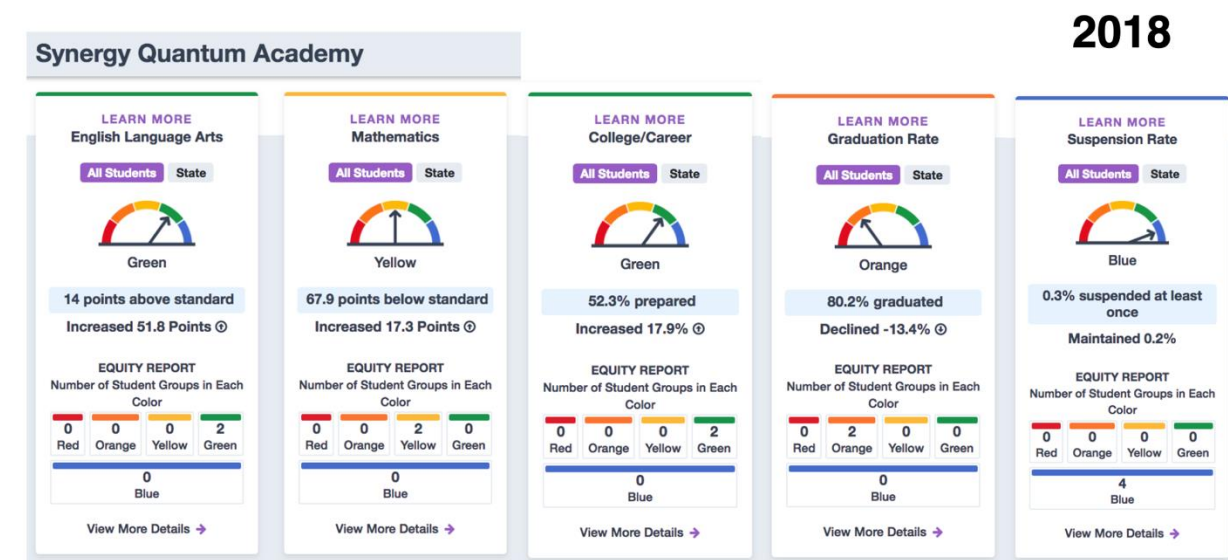 2018
Synergy Quantum Academy
LEARN MORE
English Language Arts
All Students State
Green
14 points above standard
Increased 51.8 Points
EQUITY REPORT
Number of Student Groups in Each
Color
0 0 0 2
Red Orange Yellow Green
0
Blue
View More Details →
LEARN MORE
Mathematics
All Students State
Yellow
67.9 points below standard
Increased 17.3 Points
EQUITY REPORT
Number of Student Groups in Each
Color
0 0 2 0
Red Orange Yellow Green
0
Blue
View More Details →
LEARN MORE
College/Career
All Students State
Green
52.3% prepared
Increased 17.9%
EQUITY REPORT
Number of Student Groups in Each
Color
0 0 0 2
Red Orange Yellow Green
0
Blue
View More Details →
LEARN MORE
Graduation Rate
All Students State
Orange
80.2% graduated
Declined -13.4%
EQUITY REPORT
Number of Student Groups in Each
Color
0 2 0 0
Red Orange Yellow Green
0
Blue
View More Details →
LEARN MORE
Suspension Rate
All Students State
Blue
0.3% suspended at least
once
Maintained 0.2%
EQUITY REPORT
Number of Student Groups in Each
Color
0 0 0 0
Red Orange Yellow Green
4
Blue
View More Details →